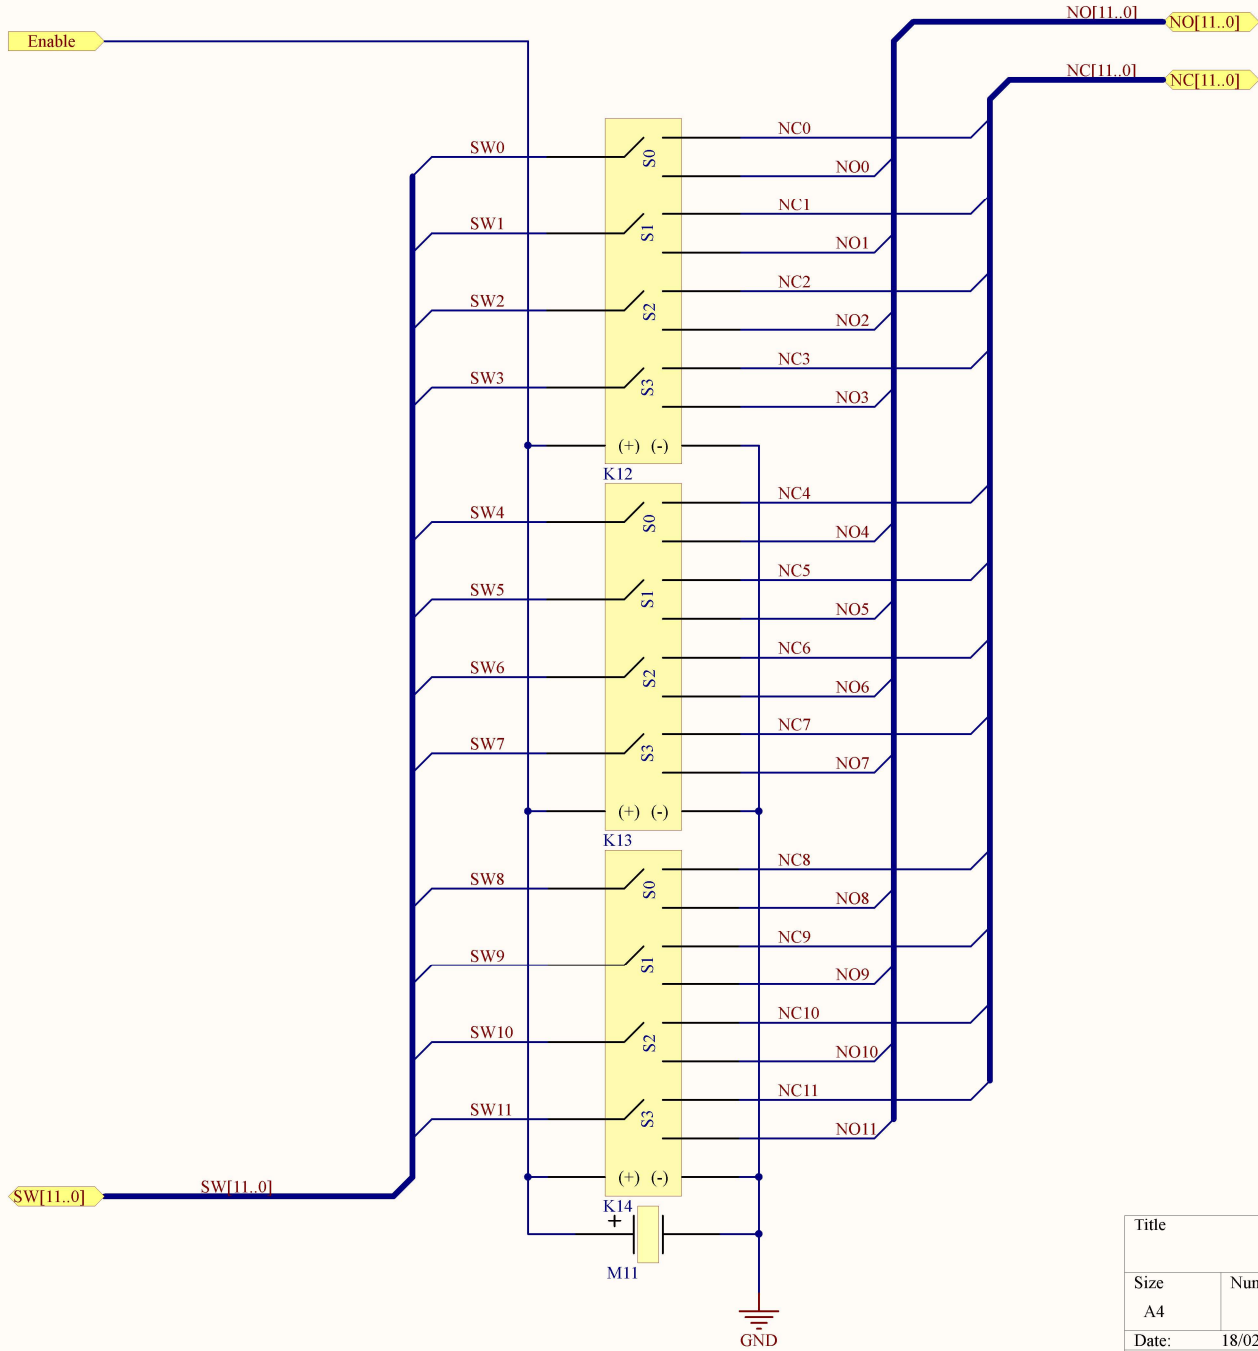 NO[11..0]
NO[11..0]
Enable
NC[11..0]
NC[11..0]
NC0
SW0
S0
NO0
NC1
SW1
S1
NO1
NC2
SW2
S2
NO2
NC3
SW3
S3
NO3
(+) (-)
K12
NC4
SW4
S0
NO4
NC5
SW5
S1
NO5
NC6
SW6
S2
NO6
NC7
SW7
S3
NO7
(+) (-)
K13
NC8
SW8
S0
NO8
NC9
SW9
S1
NO9
NC10
SW10
S2
NO10
NC11
SW11
S3
NO11
(+) (-)
SW[11..0]
SW[11..0]
K14
+
M11
GND
Title
Size
A4
Date: 18/02